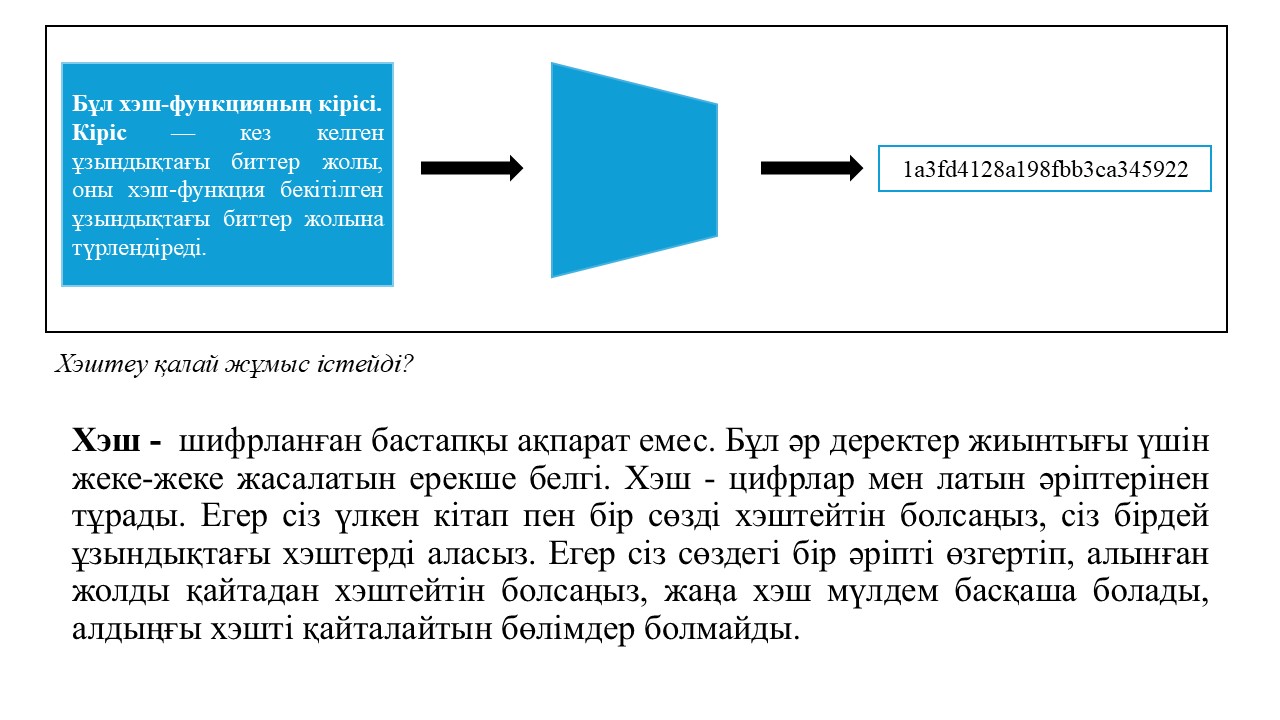 Бұл хэш-функцияның кірісі.
Кіріс — кез келген
ұзындықтағы биттер жолы,
оны хэш-функция бекітілген
ұзындықтағы биттер жолына
түрлендіреді.
1a3fd4128a198fbb3ca345922
Хэштеу қалай жұмыс істейді?
Хэш - шифрланған бастапқы ақпарат емес. Бұл әр деректер жиынтығы үшін
жеке-жеке жасалатын ерекше белгі. Хэш - цифрлар мен латын әріптерінен
тұрады. Егер сіз үлкен кітап пен бір сөзді хэштейтін болсаңыз, сіз бірдей
ұзындықтағы хэштерді аласыз. Егер сіз сөздегі бір әріпті өзгертіп, алынған
жолды қайтадан хэштейтін болсаңыз, жаңа хэш мүлдем басқаша болады,
алдыңғы хэшті қайталайтын бөлімдер болмайды.